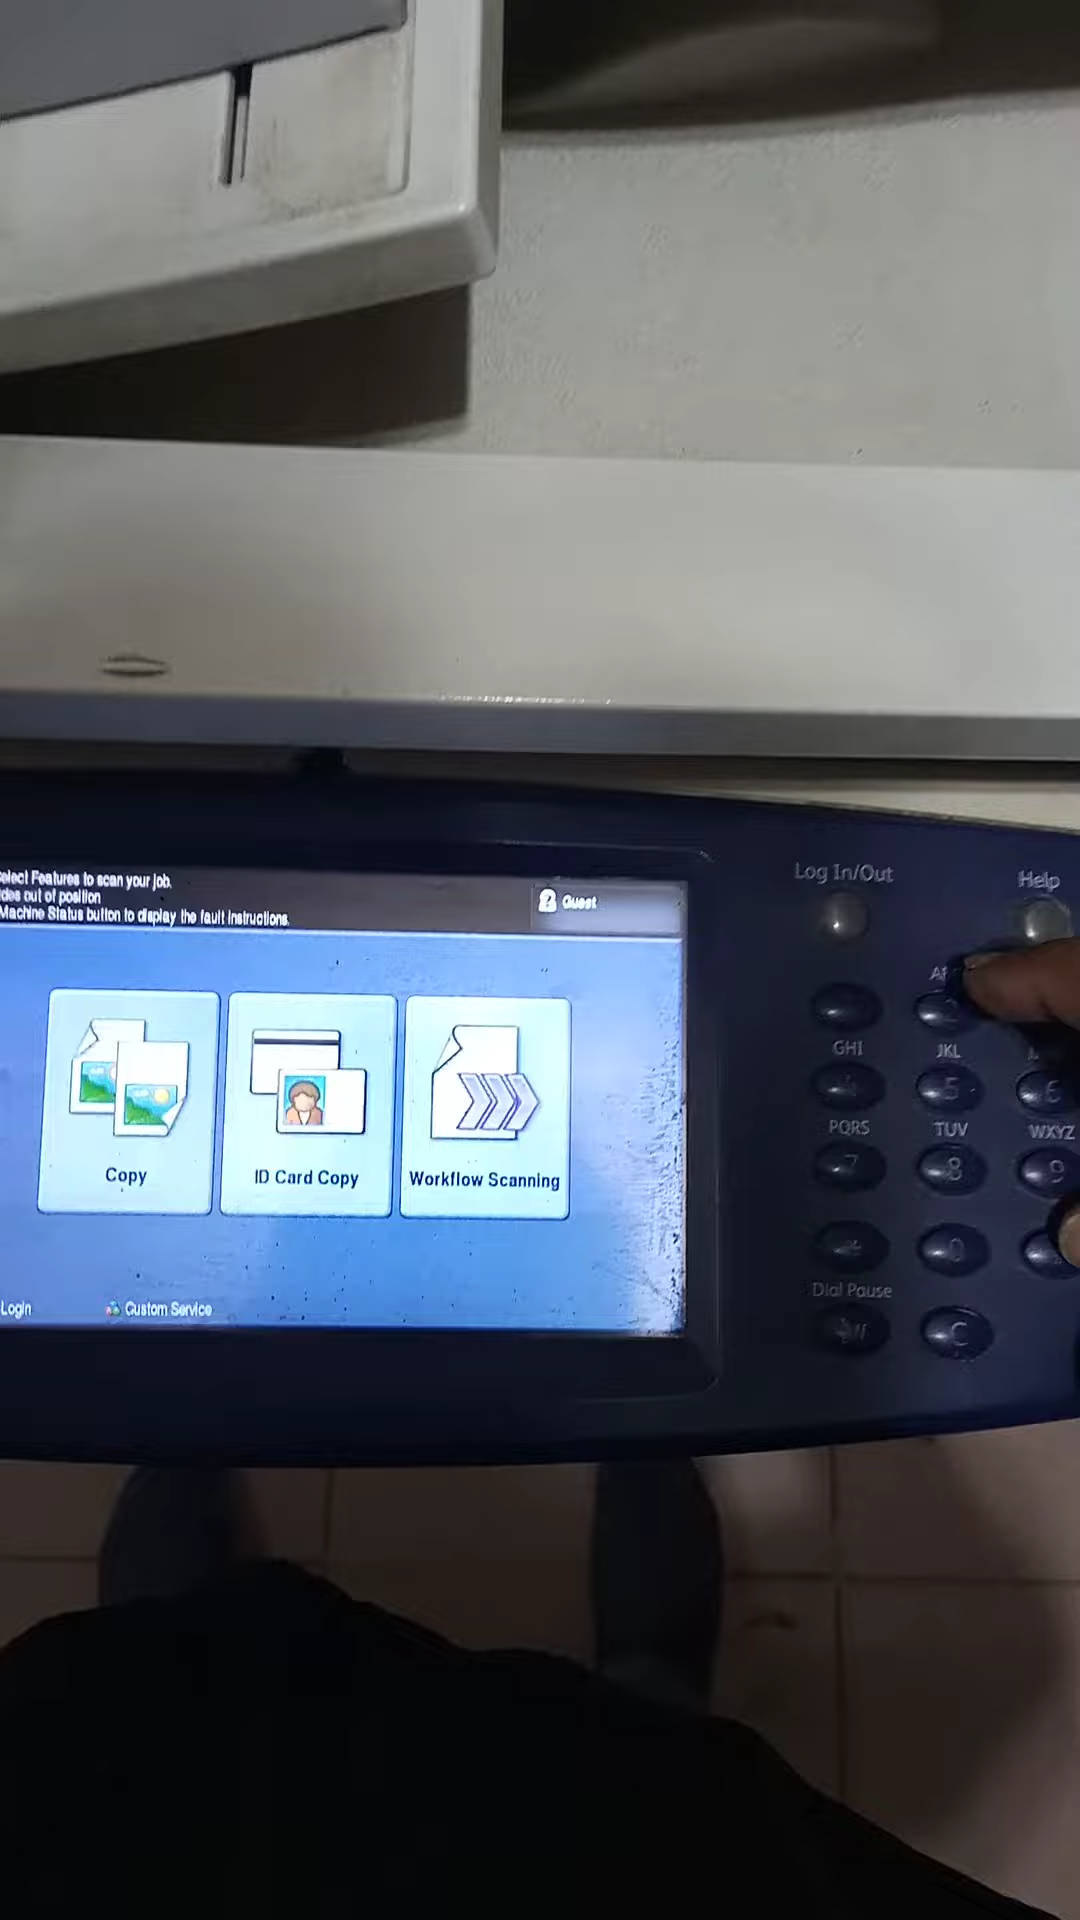 Select Features to scan your job.
out of position
Machine Status button to display the fault instructions.
Guest
Log In/Out
Help
Copy
ID Card Copy
Workflow Scanning
Login
Custom Service
GHI
JKL
5
6
PQRS
TUV
WXYZ
7
8
9
*
0
Dial Pause
C